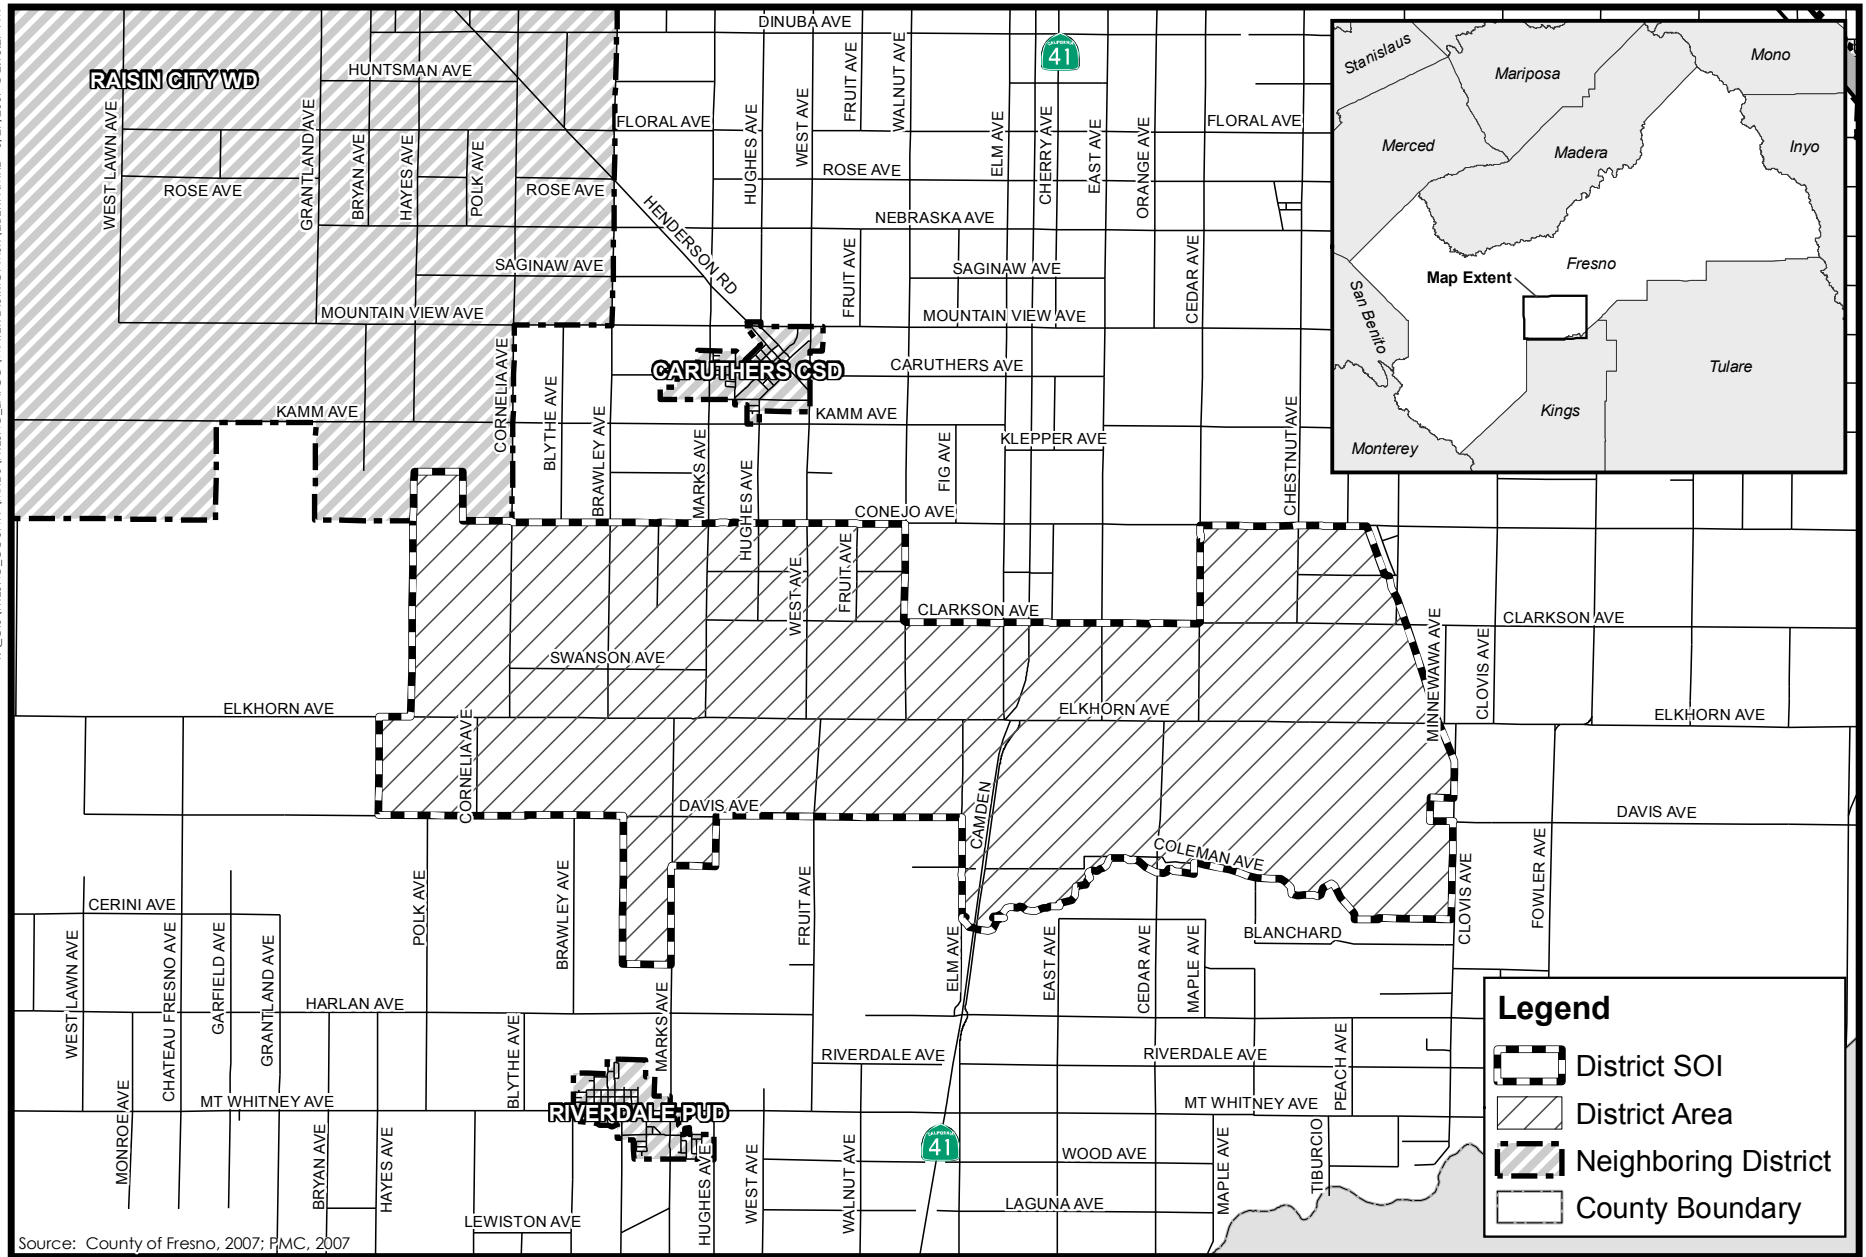 DINUBA AVE
CALIFORNIA
41
RAISIN CITY WD
HUNTSMAN AVE
WEST LAWN AVE
GRANTLAND AVE
BRYAN AVE
HAYES AVE
POLK AVE
FLORAL AVE
HUGHES AVE
WEST AVE
FRUIT AVE
WALNUT AVE
ELM AVE
CHERRY AVE
EAST AVE
ORANGE AVE
FLORAL AVE
ROSE AVE
ROSE AVE
ROSE AVE
HENDERSON RD
NEBRASKA AVE
SAGINAW AVE
SAGINAW AVE
FRUIT AVE
CEDAR AVE
MOUNTAIN VIEW AVE
MOUNTAIN VIEW AVE
CORNELIA AVE
CARUTHERS CSD
CARUTHERS AVE
BLYTHE AVE
BRAWLEY AVE
KAMM AVE
KAMM AVE
MARKS AVE
HUGHES AVE
FIG AVE
KLEPPER AVE
CHESTNUT AVE
CONEJO AVE
WEST AVE
FRUIT AVE
CLARKSON AVE
CLARKSON AVE
MINNEWAWA AVE
CLOVIS AVE
SWANSON AVE
ELKHORN AVE
ELKHORN AVE
ELKHORN AVE
CORNELIA AVE
DAVIS AVE
DAVIS AVE
CAMDEN
COLEMAN AVE
POLK AVE
BRAWLEY AVE
FRUIT AVE
CLOVIS AVE
FOWLER AVE
CERINI AVE
WEST LAWN AVE
CHATEAU FRESNO AVE
GARFIELD AVE
GRANTLAND AVE
ELM AVE
EAST AVE
CEDAR AVE
MAPLE AVE
BLANCHARD
HARLAN AVE
MARKS AVE
BLYTHE AVE
RIVERDALE AVE
RIVERDALE AVE
PEACH AVE
MONROE AVE
MT WHITNEY AVE
RIVERDALE PUD
MT WHITNEY AVE
BRYAN AVE
HAYES AVE
HUGHES AVE
WEST AVE
WALNUT AVE
CALIFORNIA
41
WOOD AVE
MAPLE AVE
TIBURCIO
LAGUNA AVE
LEWISTON AVE
Stanislaus
Mariposa
Mono
Merced
Madera
Inyo
Fresno
Map Extent
San Benito
Tulare
Kings
Monterey
Legend
District SOI
District Area
Neighboring District
County Boundary
Source: County of Fresno, 2007; PMC, 2007